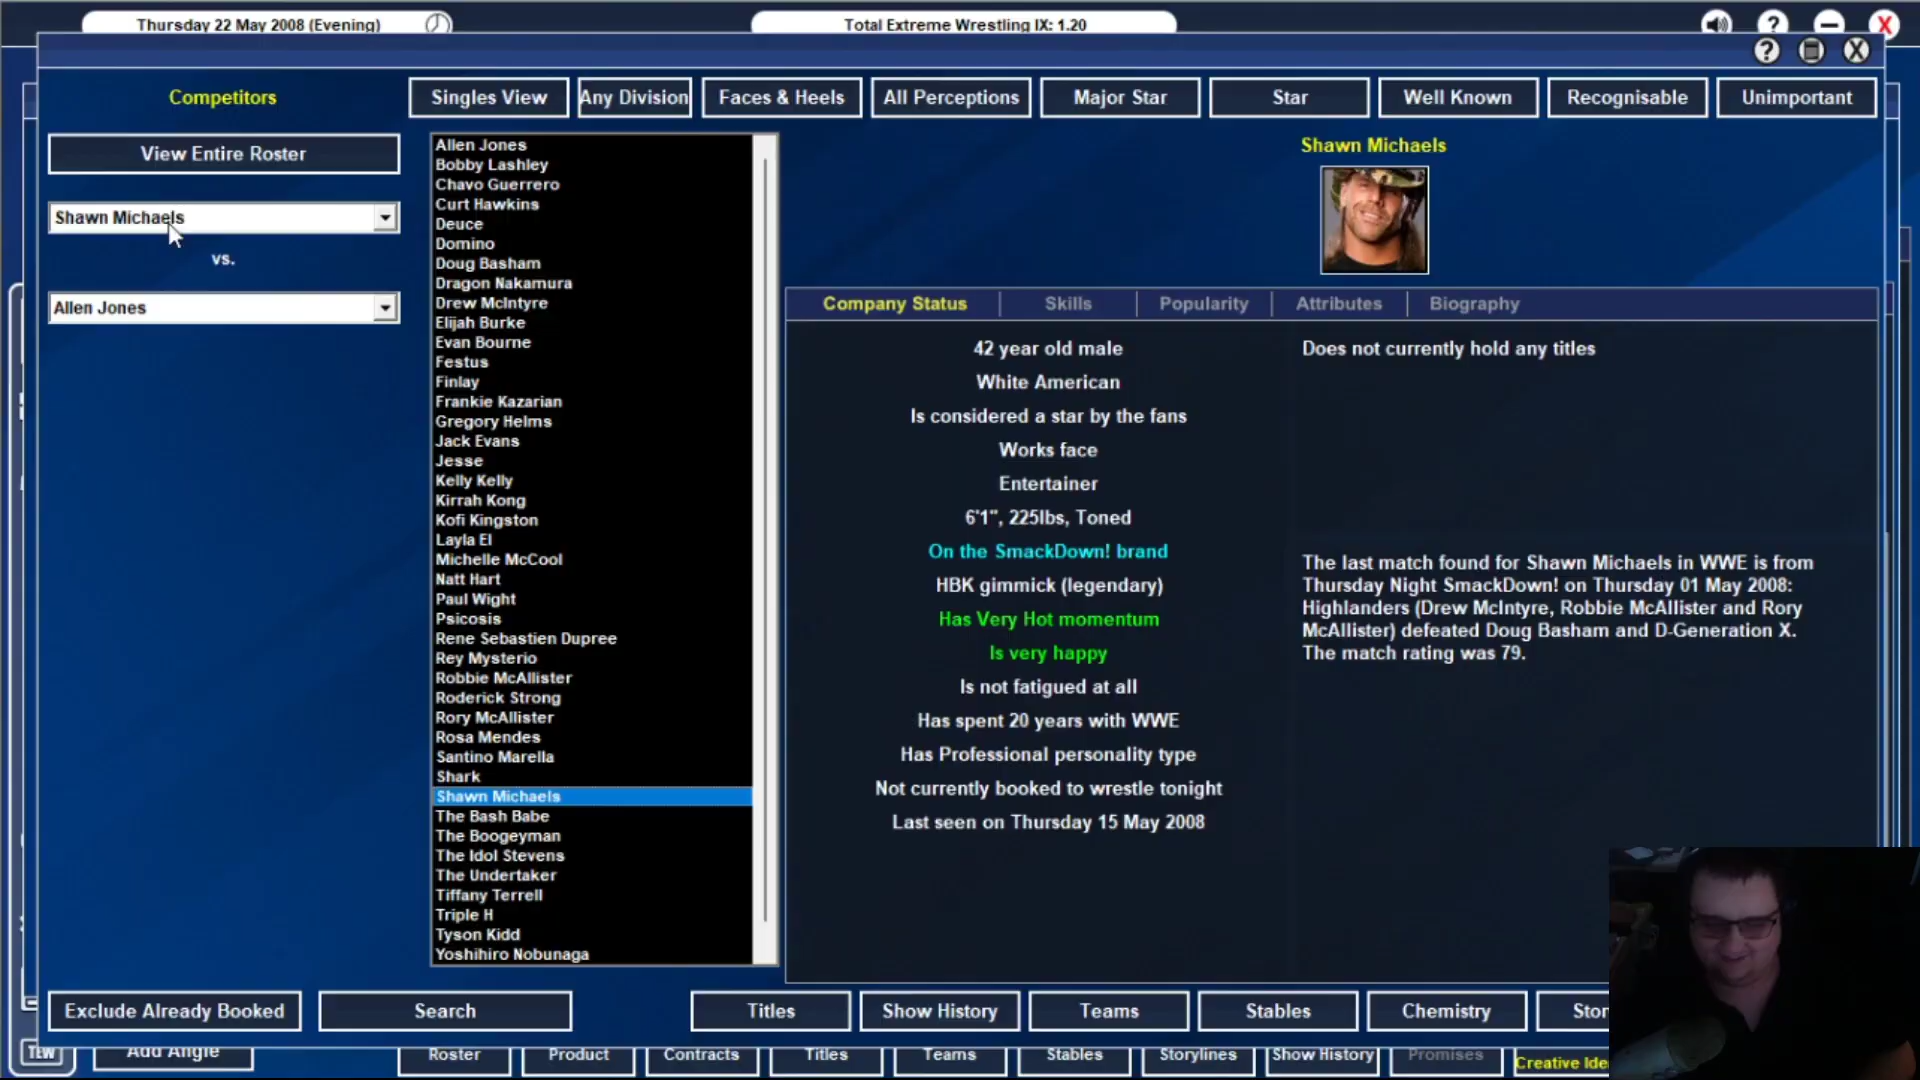 Thursday 22 May 2008 (Evening)
Total Extreme Wrestling IX: 1.20
? X
? X
Competitors
Singles View
Any Division
Faces & Heels
All Perceptions
Major Star
Star
Well Known
Recognisable
Unimportant
View Entire Roster
Shawn Michaels
vs.
Allen Jones
Allen Jones
Bobby Lashley
Chavo Guerrero
Curt Hawkins
Deuce
Domino
Doug Basham
Dragon Nakamura
Drew McIntyre
Elijah Burke
Evan Bourne
Festus
Finlay
Frankie Kazarian
Gregory Helms
Jack Evans
Jesse
Kelly Kelly
Kirrah Kong
Kofi Kingston
Layla El
Michelle McCool
Natt Hart
Paul Wight
Psicosis
Rene Sebastien Dupree
Rey Mysterio
Robbie McAllister
Roderick Strong
Rory McAllister
Rosa Mendes
Santino Marella
Shark
Shawn Michaels
The Bash Babe
The Boogeyman
The Idol Stevens
The Undertaker
Tiffany Terrell
Triple H
Tyson Kidd
Yoshihiro Nobunaga
Shawn Michaels
Company Status
Skills
Popularity
Attributes
Biography
42 year old male
White American
Is considered a star by the fans
Works face
Entertainer
6'1", 225lbs, Toned
On the SmackDown! brand
HBK gimmick (legendary)
Has Very Hot momentum
Is very happy
Is not fatigued at all
Has spent 20 years with WWE
Has Professional personality type
Not currently booked to wrestle tonight
Last seen on Thursday 15 May 2008
Does not currently hold any titles
The last match found for Shawn Michaels in WWE is from
Thursday Night SmackDown! on Thursday 01 May 2008:
Highlanders (Drew McIntyre, Robbie McAllister and Rory
McAllister) defeated Doug Basham and D-Generation X.
The match rating was 79.
Exclude Already Booked
Search
Titles
Show History
Teams
Stables
Chemistry
Stor
TEW
Add Angle
Roster
Product
Contracts
Titles
Teams
Stables
Storylines
Show History
Promises
Creative Ide